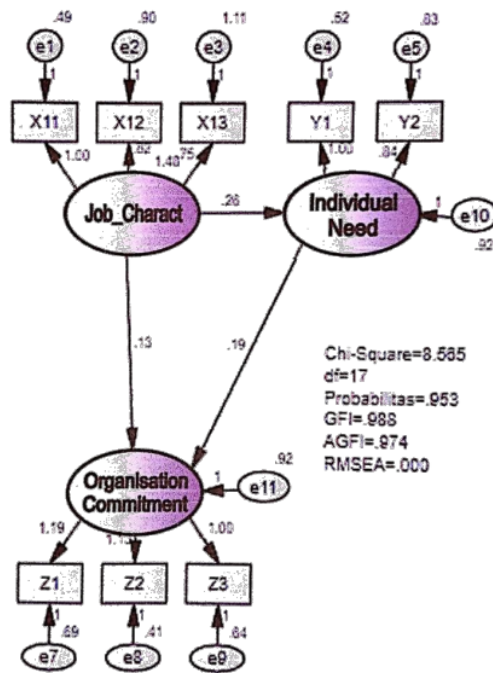 .49 .90 1.11 .52 .83
e1 e2 e3 e4 e5
1 1 1 1 1
X11 X12 X13 Y1 Y2
1.00 .62 1.48 .75 1.00 .84
Job_Charact .26 Individual
Need
1 e10
.92
.13 .19
Chi-Square=8.565
df=17
Probabilitas=.953
GFI=.988
AGFI=.974
RMSEA=.000
Organisation
Commitment
.92
1 e11
1.19 1.00
Z1 Z2 Z3
1 1 1
.69 .41 .64
e7 e8 e9